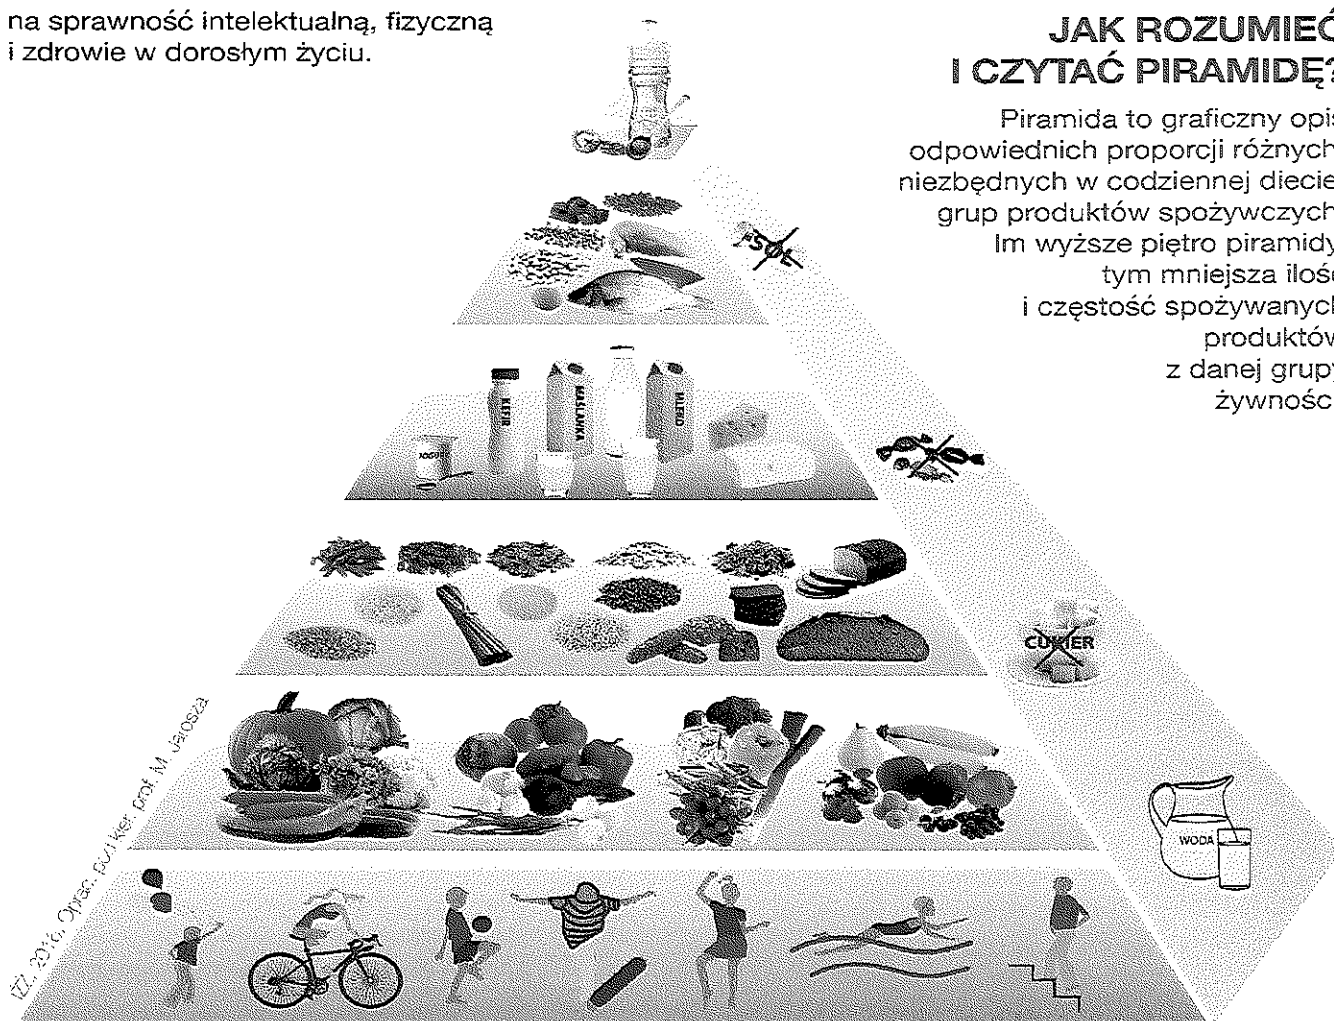 na sprawność intelektualną, fizyczną
i zdrowie w dorosłym życiu.
JAK ROZUMIEĆ
I CZYTAĆ PIRAMIDĘ?
Piramida to graficzny opis
odpowiednich proporcji różnych
niezbędnych w codziennej diecie
grup produktów spożywczych
Im wyższe piętro piramidy
tym mniejsza ilość
i częstość spożywanych
produktów
z danej grupy
żywnośc
SÓL
KEFIR
MAŚLANKA
MLEKO
JOGURT
CUKIER
WODA
IŻŻ, 2016, Oprac. pod kier. prof. M. Jarosza